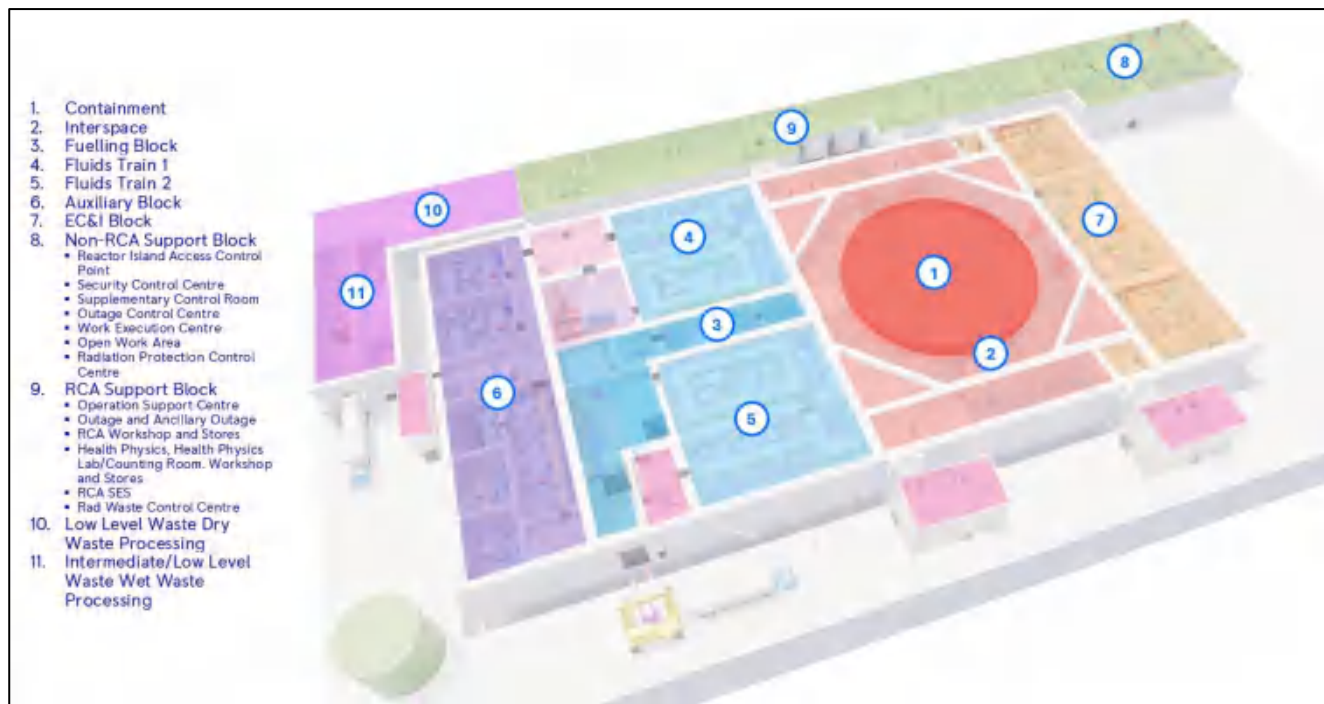 1. Containment
2. Interspace
3. Fuelling Block
4. Fluids Train 1
5. Fluids Train 2
6. Auxiliary Block
7. EC&I Block
8. Non-RCA Support Block
▪ Reactor Island Access Control
Point
▪ Security Control Centre
▪ Supplementary Control Room
▪ Outage Control Centre
▪ Work Execution Centre
▪ Open Work Area
▪ Radiation Protection Control
Centre
9. RCA Support Block
▪ Operation Support Centre
▪ Outage and Ancillary Outage
▪ RCA Workshop and Stores
▪ Health Physics, Health Physics
Lab/Counting Room. Workshop
and Stores
▪ RCA SES
▪ Rad Waste Control Centre
10. Low Level Waste Dry
Waste Processing
11. Intermediate/Low Level
Waste Wet Waste
Processing
8
9
10
7
4
1
11
3
2
6
5